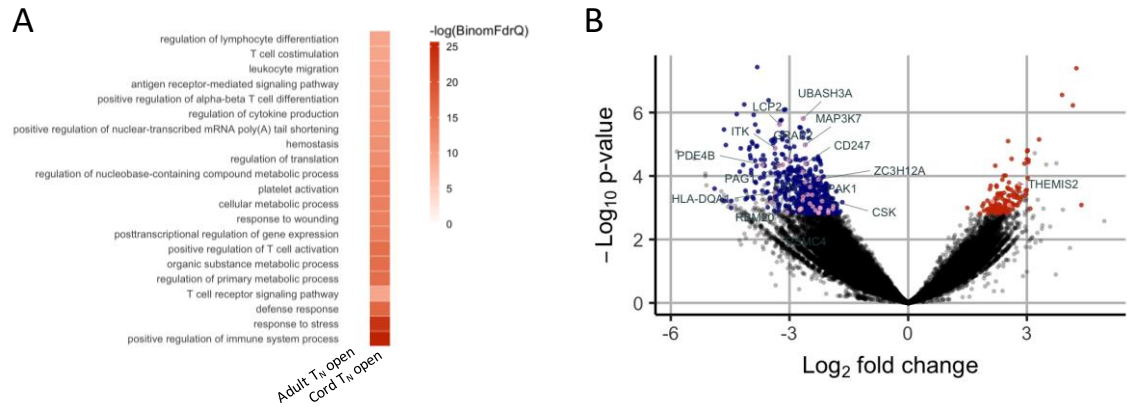 A
regulation of lymphocyte differentiation
T cell costimulation
leukocyte migration
antigen receptor-mediated signaling pathway
positive regulation of alpha-beta T cell differentiation
regulation of cytokine production
positive regulation of nuclear-transcribed mRNA poly(A) tail shortening
hemostasis
regulation of translation
regulation of nucleobase-containing compound metabolic process
platelet activation
cellular metabolic process
response to wounding
posttranscriptional regulation of gene expression
positive regulation of T cell activation
organic substance metabolic process
regulation of primary metabolic process
T cell receptor signaling pathway
defense response
response to stress
positive regulation of immune system process
Adult TN open
Cord TN open
-log(BinomFdrQ)
25
20
15
10
5
0
B
– Log10 p-value
6
4
2
0
UBASH3A
LCP2
MAP3K7
ITK
CD247
PDE4B
ZC3H12A
PAG1
THEMIS2
HLA-DQA1
PAK1
CSK
-6
-3
0
3
Log2 fold change